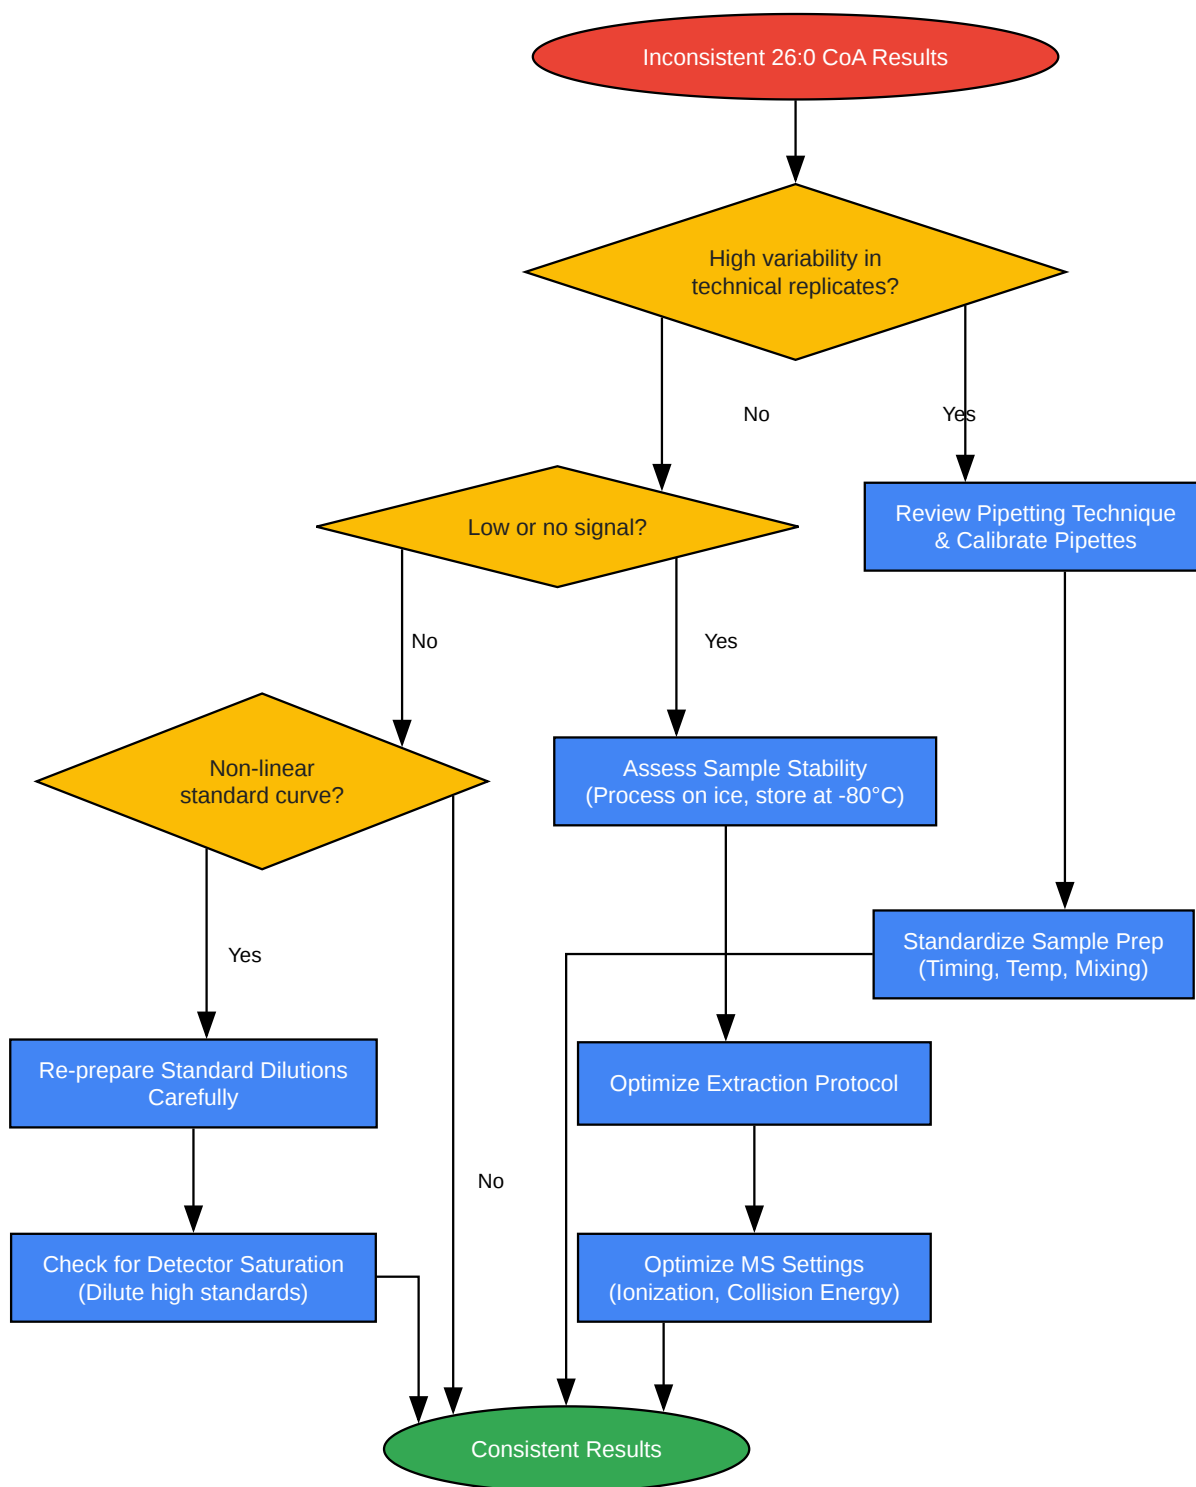 Inconsistent 26:0 CoA Results
High variability in
technical replicates?
No
Yes
Low or no signal?
Review Pipetting Technique
& Calibrate Pipettes
No
Yes
Non-linear
standard curve?
Assess Sample Stability
(Process on ice, store at -80°C)
Yes
Standardize Sample Prep
(Timing, Temp, Mixing)
Re-prepare Standard Dilutions
Carefully
Optimize Extraction Protocol
No
Check for Detector Saturation
(Dilute high standards)
Optimize MS Settings
(Ionization, Collision Energy)
Consistent Results